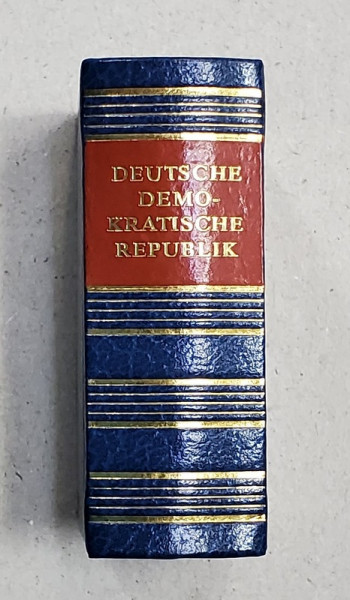 DEUTSCHE
DEMO-
KRATISCHE
REPUBLIK